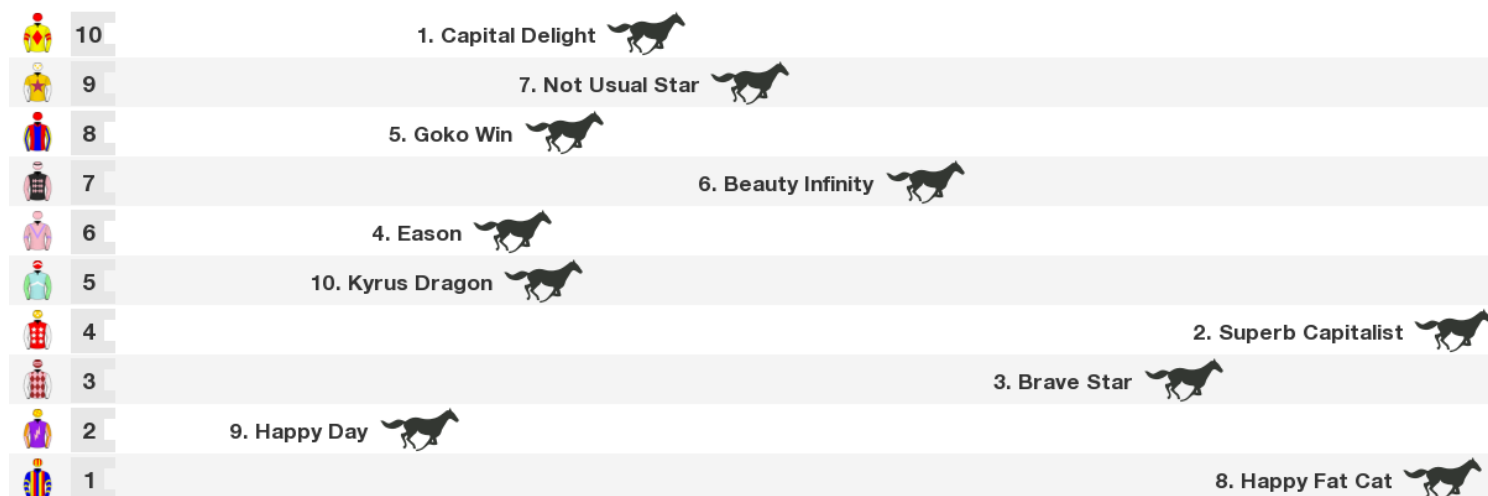 10 1. Capital Delight
9 7. Not Usual Star
8 5. Goko Win
7 6. Beauty Infinity
6 4. Eason
5 10. Kyrus Dragon
4 2. Superb Capitalist
3 3. Brave Star
2 9. Happy Day
1 8. Happy Fat Cat